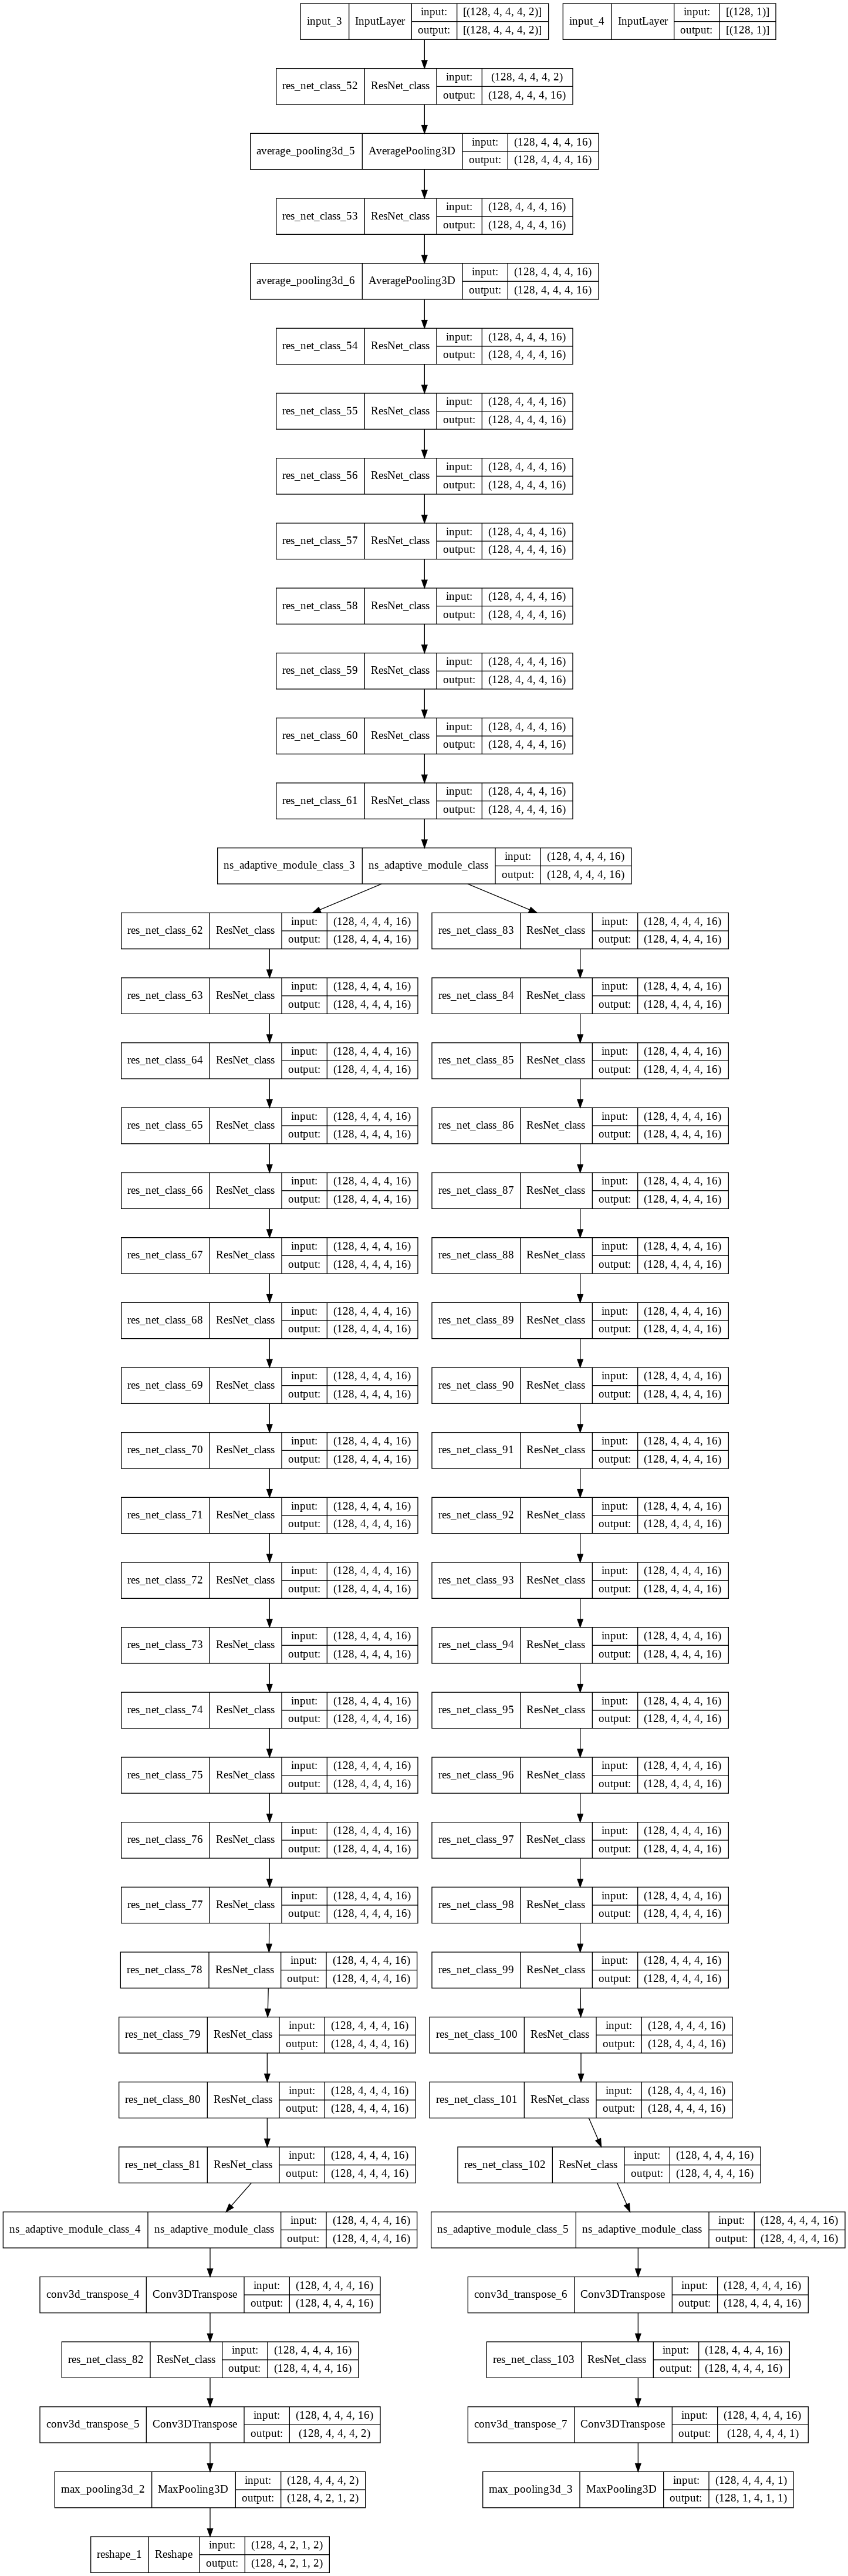 input_3 InputLayer input: [(128, 4, 4, 4, 2)]
output: [(128, 4, 4, 4, 2)]
input_4 InputLayer input: [(128, 1)]
output: [(128, 1)]
res_net_class_52 ResNet_class input: (128, 4, 4, 4, 2)
output: (128, 4, 4, 4, 16)
average_pooling3d_5 AveragePooling3D input: (128, 4, 4, 4, 16)
output: (128, 4, 4, 4, 16)
res_net_class_53 ResNet_class input: (128, 4, 4, 4, 16)
output: (128, 4, 4, 4, 16)
average_pooling3d_6 AveragePooling3D input: (128, 4, 4, 4, 16)
output: (128, 4, 4, 4, 16)
res_net_class_54 ResNet_class input: (128, 4, 4, 4, 16)
output: (128, 4, 4, 4, 16)
res_net_class_55 ResNet_class input: (128, 4, 4, 4, 16)
output: (128, 4, 4, 4, 16)
res_net_class_56 ResNet_class input: (128, 4, 4, 4, 16)
output: (128, 4, 4, 4, 16)
res_net_class_57 ResNet_class input: (128, 4, 4, 4, 16)
output: (128, 4, 4, 4, 16)
res_net_class_58 ResNet_class input: (128, 4, 4, 4, 16)
output: (128, 4, 4, 4, 16)
res_net_class_59 ResNet_class input: (128, 4, 4, 4, 16)
output: (128, 4, 4, 4, 16)
res_net_class_60 ResNet_class input: (128, 4, 4, 4, 16)
output: (128, 4, 4, 4, 16)
res_net_class_61 ResNet_class input: (128, 4, 4, 4, 16)
output: (128, 4, 4, 4, 16)
ns_adaptive_module_class_3 ns_adaptive_module_class input: (128, 4, 4, 4, 16)
output: (128, 4, 4, 4, 16)
res_net_class_62 ResNet_class input: (128, 4, 4, 4, 16)
output: (128, 4, 4, 4, 16)
res_net_class_83 ResNet_class input: (128, 4, 4, 4, 16)
output: (128, 4, 4, 4, 16)
res_net_class_63 ResNet_class input: (128, 4, 4, 4, 16)
output: (128, 4, 4, 4, 16)
res_net_class_84 ResNet_class input: (128, 4, 4, 4, 16)
output: (128, 4, 4, 4, 16)
res_net_class_64 ResNet_class input: (128, 4, 4, 4, 16)
output: (128, 4, 4, 4, 16)
res_net_class_85 ResNet_class input: (128, 4, 4, 4, 16)
output: (128, 4, 4, 4, 16)
res_net_class_65 ResNet_class input: (128, 4, 4, 4, 16)
output: (128, 4, 4, 4, 16)
res_net_class_86 ResNet_class input: (128, 4, 4, 4, 16)
output: (128, 4, 4, 4, 16)
res_net_class_66 ResNet_class input: (128, 4, 4, 4, 16)
output: (128, 4, 4, 4, 16)
res_net_class_87 ResNet_class input: (128, 4, 4, 4, 16)
output: (128, 4, 4, 4, 16)
res_net_class_67 ResNet_class input: (128, 4, 4, 4, 16)
output: (128, 4, 4, 4, 16)
res_net_class_88 ResNet_class input: (128, 4, 4, 4, 16)
output: (128, 4, 4, 4, 16)
res_net_class_68 ResNet_class input: (128, 4, 4, 4, 16)
output: (128, 4, 4, 4, 16)
res_net_class_89 ResNet_class input: (128, 4, 4, 4, 16)
output: (128, 4, 4, 4, 16)
res_net_class_69 ResNet_class input: (128, 4, 4, 4, 16)
output: (128, 4, 4, 4, 16)
res_net_class_90 ResNet_class input: (128, 4, 4, 4, 16)
output: (128, 4, 4, 4, 16)
res_net_class_70 ResNet_class input: (128, 4, 4, 4, 16)
output: (128, 4, 4, 4, 16)
res_net_class_91 ResNet_class input: (128, 4, 4, 4, 16)
output: (128, 4, 4, 4, 16)
res_net_class_71 ResNet_class input: (128, 4, 4, 4, 16)
output: (128, 4, 4, 4, 16)
res_net_class_92 ResNet_class input: (128, 4, 4, 4, 16)
output: (128, 4, 4, 4, 16)
res_net_class_72 ResNet_class input: (128, 4, 4, 4, 16)
output: (128, 4, 4, 4, 16)
res_net_class_93 ResNet_class input: (128, 4, 4, 4, 16)
output: (128, 4, 4, 4, 16)
res_net_class_73 ResNet_class input: (128, 4, 4, 4, 16)
output: (128, 4, 4, 4, 16)
res_net_class_94 ResNet_class input: (128, 4, 4, 4, 16)
output: (128, 4, 4, 4, 16)
res_net_class_74 ResNet_class input: (128, 4, 4, 4, 16)
output: (128, 4, 4, 4, 16)
res_net_class_95 ResNet_class input: (128, 4, 4, 4, 16)
output: (128, 4, 4, 4, 16)
res_net_class_75 ResNet_class input: (128, 4, 4, 4, 16)
output: (128, 4, 4, 4, 16)
res_net_class_96 ResNet_class input: (128, 4, 4, 4, 16)
output: (128, 4, 4, 4, 16)
res_net_class_76 ResNet_class input: (128, 4, 4, 4, 16)
output: (128, 4, 4, 4, 16)
res_net_class_97 ResNet_class input: (128, 4, 4, 4, 16)
output: (128, 4, 4, 4, 16)
res_net_class_77 ResNet_class input: (128, 4, 4, 4, 16)
output: (128, 4, 4, 4, 16)
res_net_class_98 ResNet_class input: (128, 4, 4, 4, 16)
output: (128, 4, 4, 4, 16)
res_net_class_78 ResNet_class input: (128, 4, 4, 4, 16)
output: (128, 4, 4, 4, 16)
res_net_class_99 ResNet_class input: (128, 4, 4, 4, 16)
output: (128, 4, 4, 4, 16)
res_net_class_79 ResNet_class input: (128, 4, 4, 4, 16)
output: (128, 4, 4, 4, 16)
res_net_class_100 ResNet_class input: (128, 4, 4, 4, 16)
output: (128, 4, 4, 4, 16)
res_net_class_80 ResNet_class input: (128, 4, 4, 4, 16)
output: (128, 4, 4, 4, 16)
res_net_class_101 ResNet_class input: (128, 4, 4, 4, 16)
output: (128, 4, 4, 4, 16)
res_net_class_81 ResNet_class input: (128, 4, 4, 4, 16)
output: (128, 4, 4, 4, 16)
res_net_class_102 ResNet_class input: (128, 4, 4, 4, 16)
output: (128, 4, 4, 4, 16)
ns_adaptive_module_class_4 ns_adaptive_module_class input: (128, 4, 4, 4, 16)
output: (128, 4, 4, 4, 16)
ns_adaptive_module_class_5 ns_adaptive_module_class input: (128, 4, 4, 4, 16)
output: (128, 4, 4, 4, 16)
conv3d_transpose_4 Conv3DTranspose input: (128, 4, 4, 4, 16)
output: (128, 4, 4, 4, 16)
conv3d_transpose_6 Conv3DTranspose input: (128, 4, 4, 4, 16)
output: (128, 4, 4, 4, 16)
res_net_class_82 ResNet_class input: (128, 4, 4, 4, 16)
output: (128, 4, 4, 4, 16)
res_net_class_103 ResNet_class input: (128, 4, 4, 4, 16)
output: (128, 4, 4, 4, 16)
conv3d_transpose_5 Conv3DTranspose input: (128, 4, 4, 4, 16)
output: (128, 4, 4, 4, 2)
conv3d_transpose_7 Conv3DTranspose input: (128, 4, 4, 4, 16)
output: (128, 4, 4, 4, 1)
max_pooling3d_2 MaxPooling3D input: (128, 4, 4, 4, 2)
output: (128, 4, 2, 1, 2)
max_pooling3d_3 MaxPooling3D input: (128, 4, 4, 4, 1)
output: (128, 1, 4, 1, 1)
reshape_1 Reshape input: (128, 4, 2, 1, 2)
output: (128, 4, 2, 1, 2)